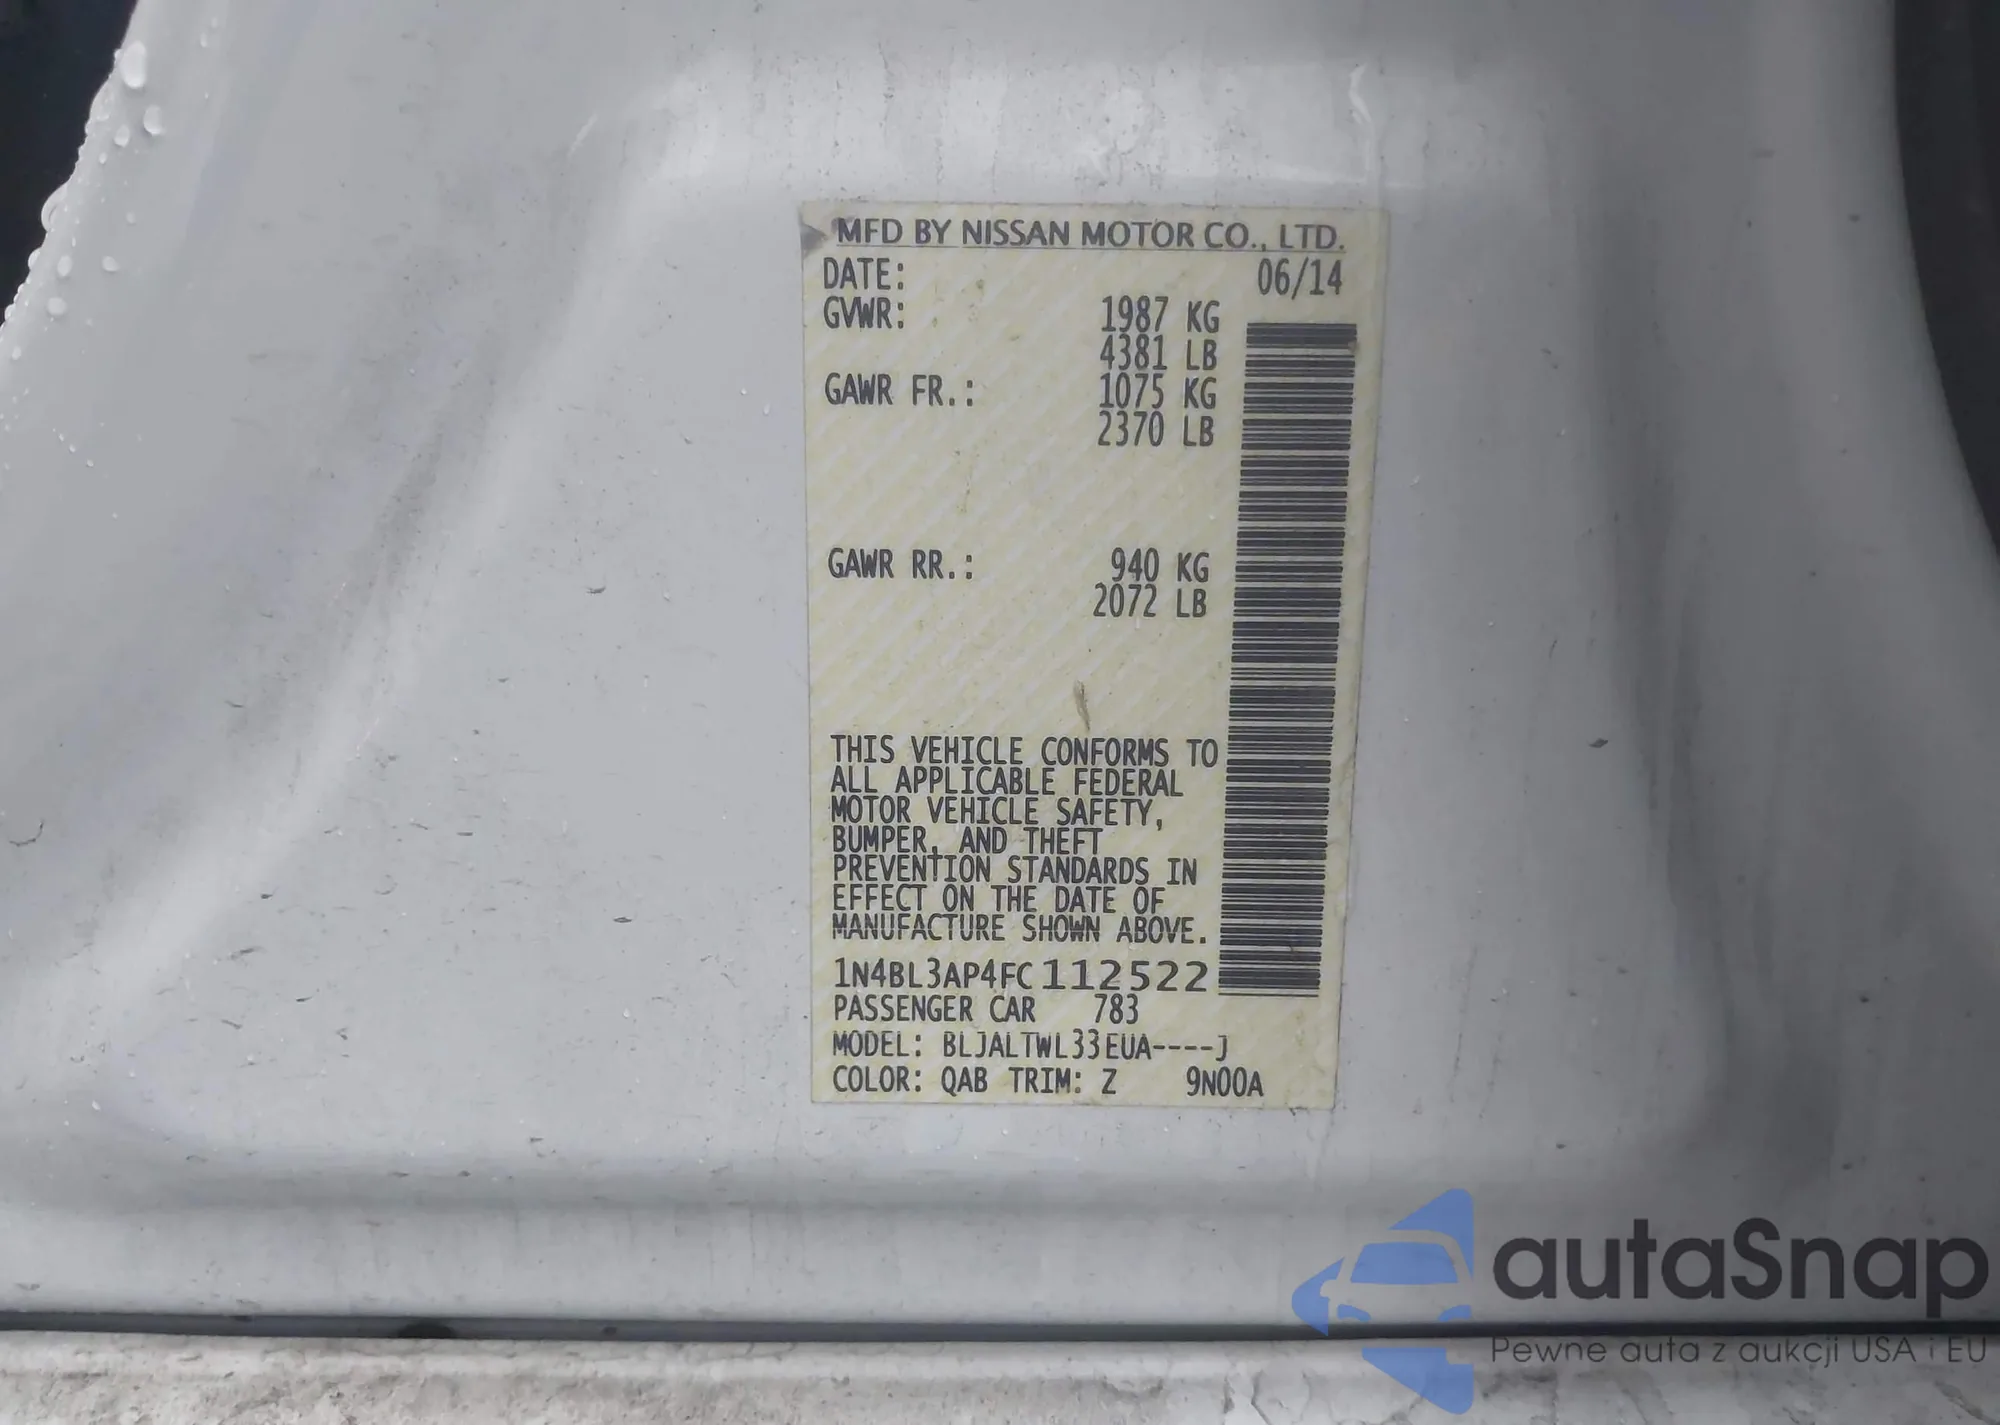 MFD BY NISSAN MOTOR CO., LTD.
DATE: 06/14
GVWR: 1987 KG
4381 LB
GAWR FR.: 1075 KG
2370 LB
GAWR RR.: 940 KG
2072 LB
THIS VEHICLE CONFORMS TO
ALL APPLICABLE FEDERAL
MOTOR VEHICLE SAFETY,
BUMPER, AND THEFT
PREVENTION STANDARDS IN
EFFECT ON THE DATE OF
MANUFACTURE SHOWN ABOVE.
1N4BL3AP4FC112522
PASSENGER CAR 783
MODEL: BLJALTWL33EUA----J
COLOR: QAB TRIM: Z 9N00A
autaSnap
Pewne auta z aukcji USA i EU